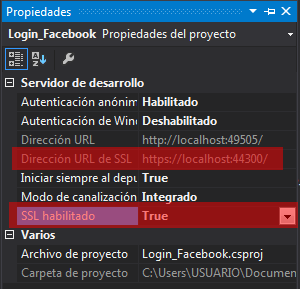 Propiedades
Login_Facebook Propiedades del proyecto
Servidor de desarrollo
Autenticación anónim Habilitado
Autenticación de Win Deshabilitado
Dirección URL http://localhost:49505/
Dirección URL de SSL https://localhost:44300/
Iniciar siempre al depu True
Modo de canalización Integrado
SSL habilitado True
Varios
Archivo de proyecto Login_Facebook.csproj
Carpeta de proyecto C:\Users\USUARIO\Documen